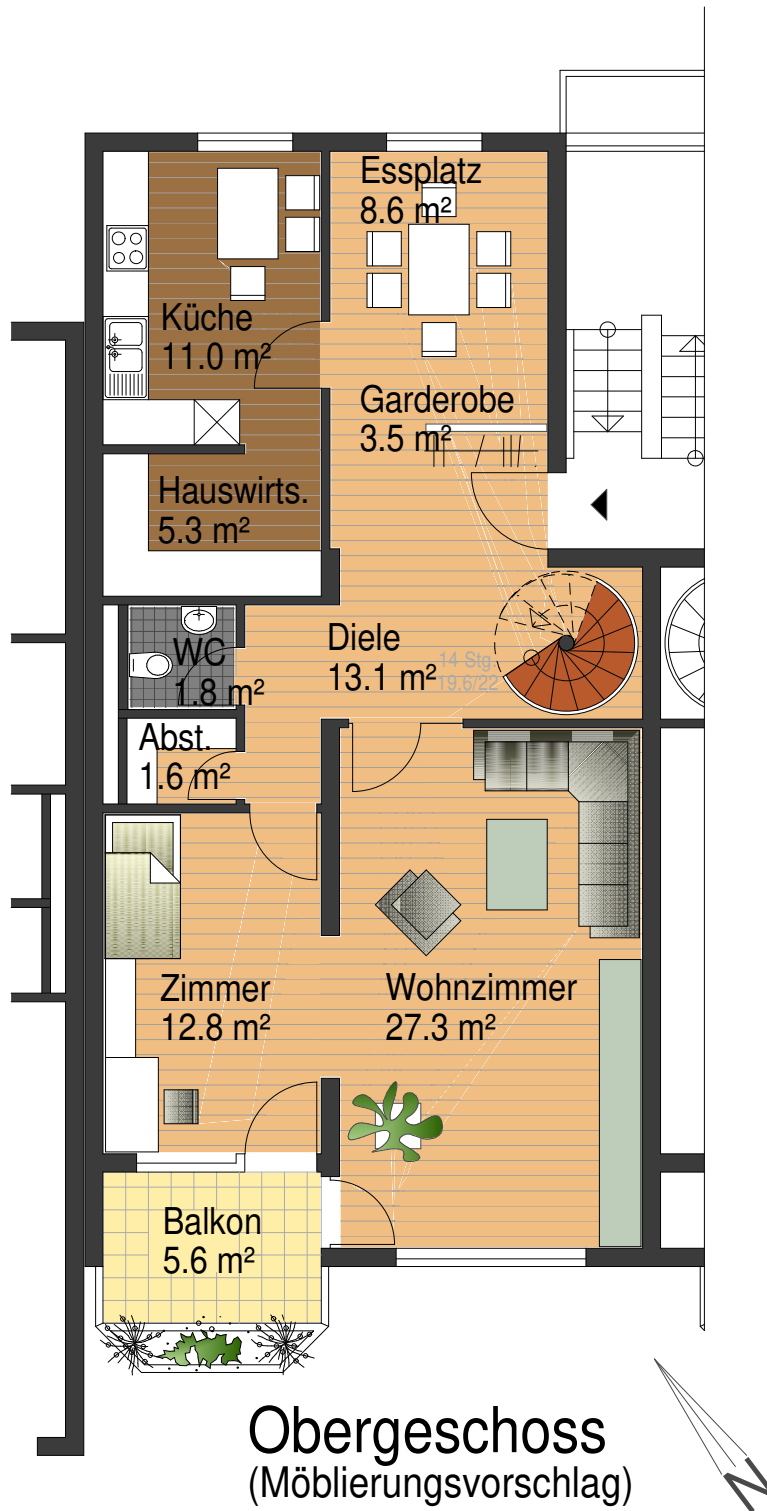 Essplatz
8.6 m²
Küche
11.0 m²
Garderobe
3.5 m²
Hauswirts.
5.3 m²
WC
1.8 m²
Diele
13.1 m²
14 Stg.
19.6/22
Abst.
1.6 m²
Zimmer
12.8 m²
Wohnzimmer
27.3 m²
Balkon
5.6 m²
Obergeschoss
(Möblierungsvorschlag)
N